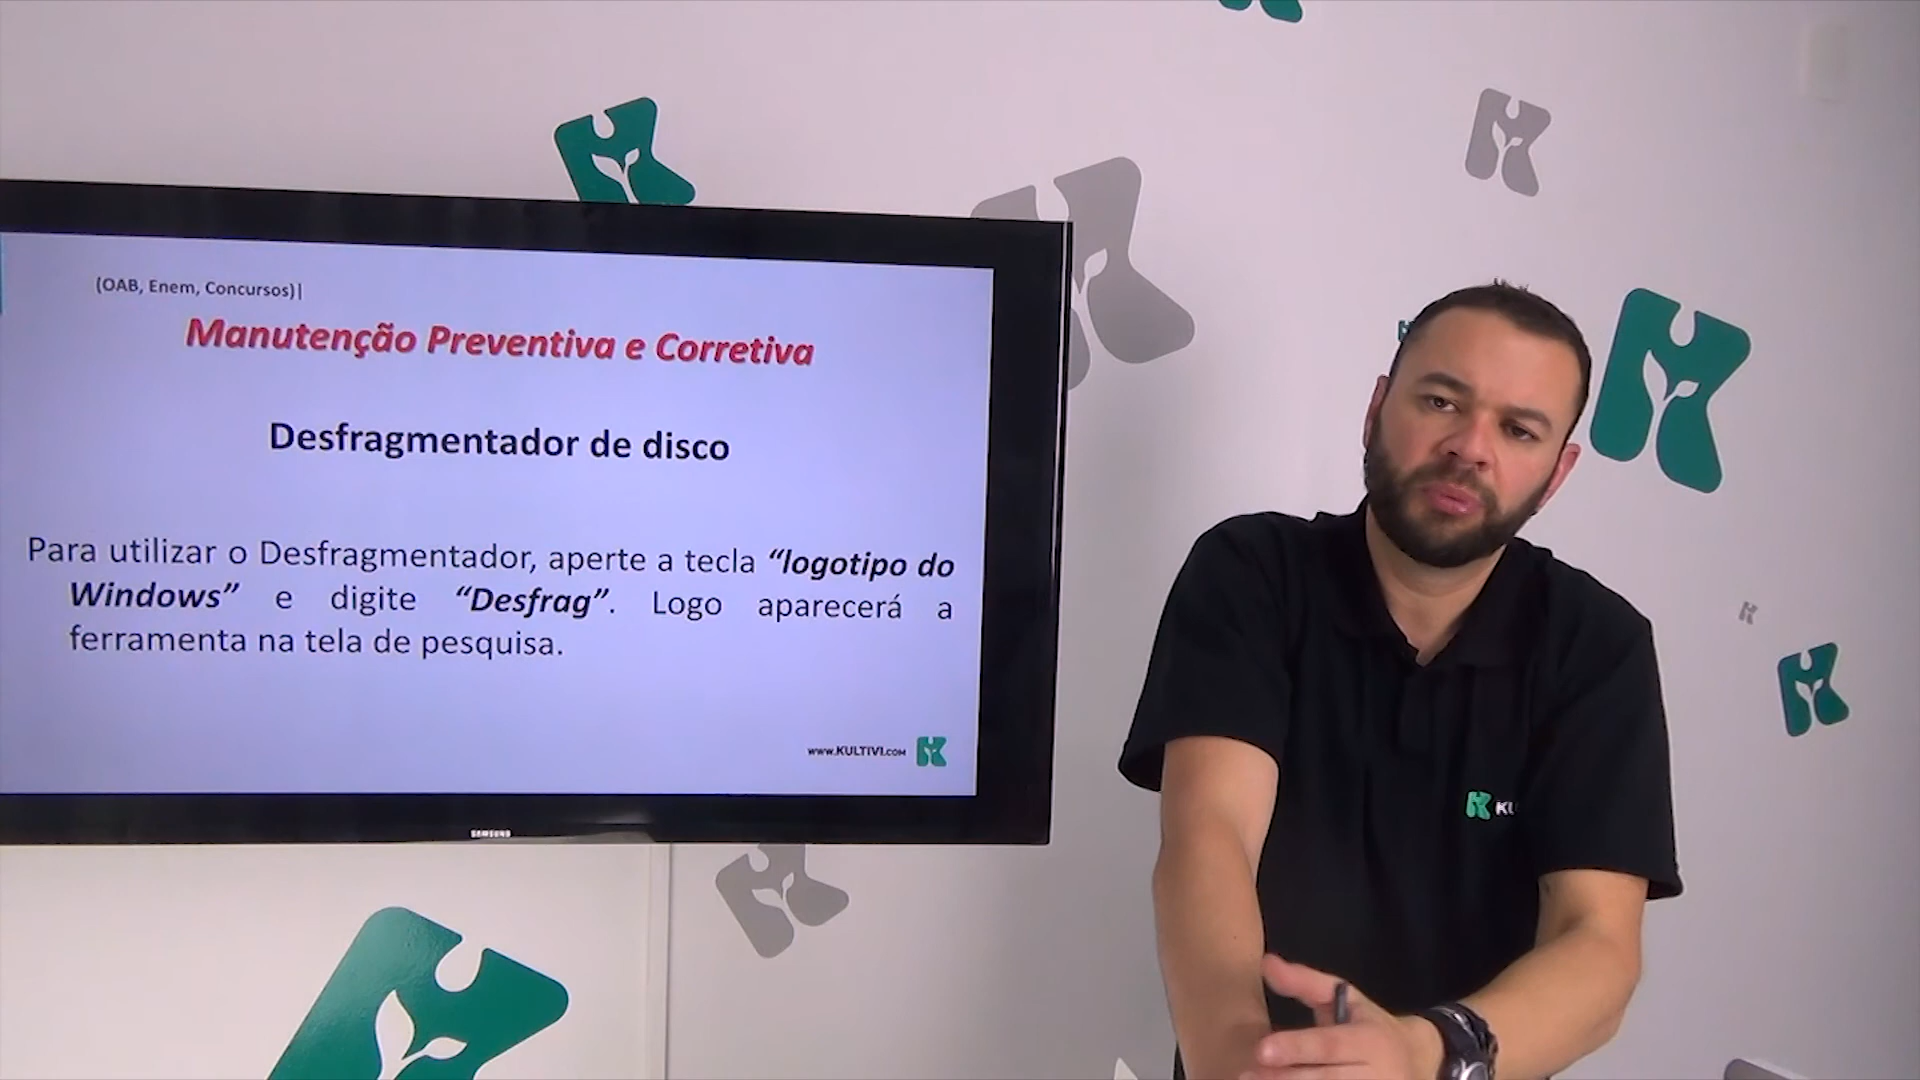 (OAB, Enem, Concursos)|
Manutenção Preventiva e Corretiva
Desfragmentador de disco
Para utilizar o Desfragmentador, aperte a tecla “logotipo do
Windows” e digite “Desfrag”. Logo aparecerá a
ferramenta na tela de pesquisa.
www.KULTIVI.COM
SAMSUNG